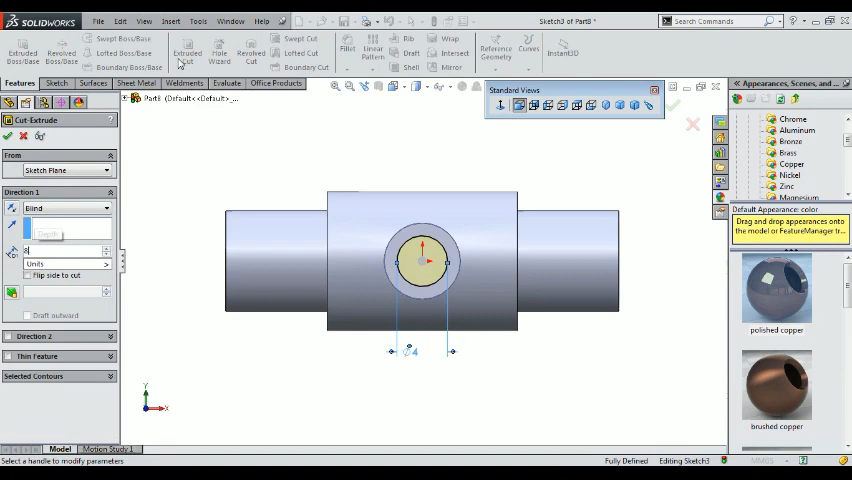 SOLIDWORKS File Edit View Insert Tools Window Help Sketch3 of Part8 * Search Commands
Extruded Boss/Base Revolved Boss/Base Swept Boss/Base Lofted Boss/Base Boundary Boss/Base Extruded Cut Hole Wizard Revolved Cut Swept Cut Lofted Cut Boundary Cut Fillet Linear Pattern Rib Draft Shell Wrap Intersect Mirror Reference Geometry Curves Instant3D
Features Sketch Surfaces Sheet Metal Weldments Evaluate Office Products
Standard Views
Appearances, Scenes, and...
Part8 (Default<<Default>_...
Cut-Extrude ?
From
Sketch Plane
Direction 1
Blind
Depth
8
Units >
Flip side to cut
Draft outward
Direction 2
Thin Feature
Selected Contours
∅4
Y
X
Chrome
Aluminum
Bronze
Brass
Copper
Nickel
Zinc
Magnesium
Default Appearance: color
Drag and drop appearances onto
the model or FeatureManager tr...
polished copper
brushed copper
Model Motion Study 1
Select a handle to modify parameters Fully Defined Editing Sketch3 MMGS